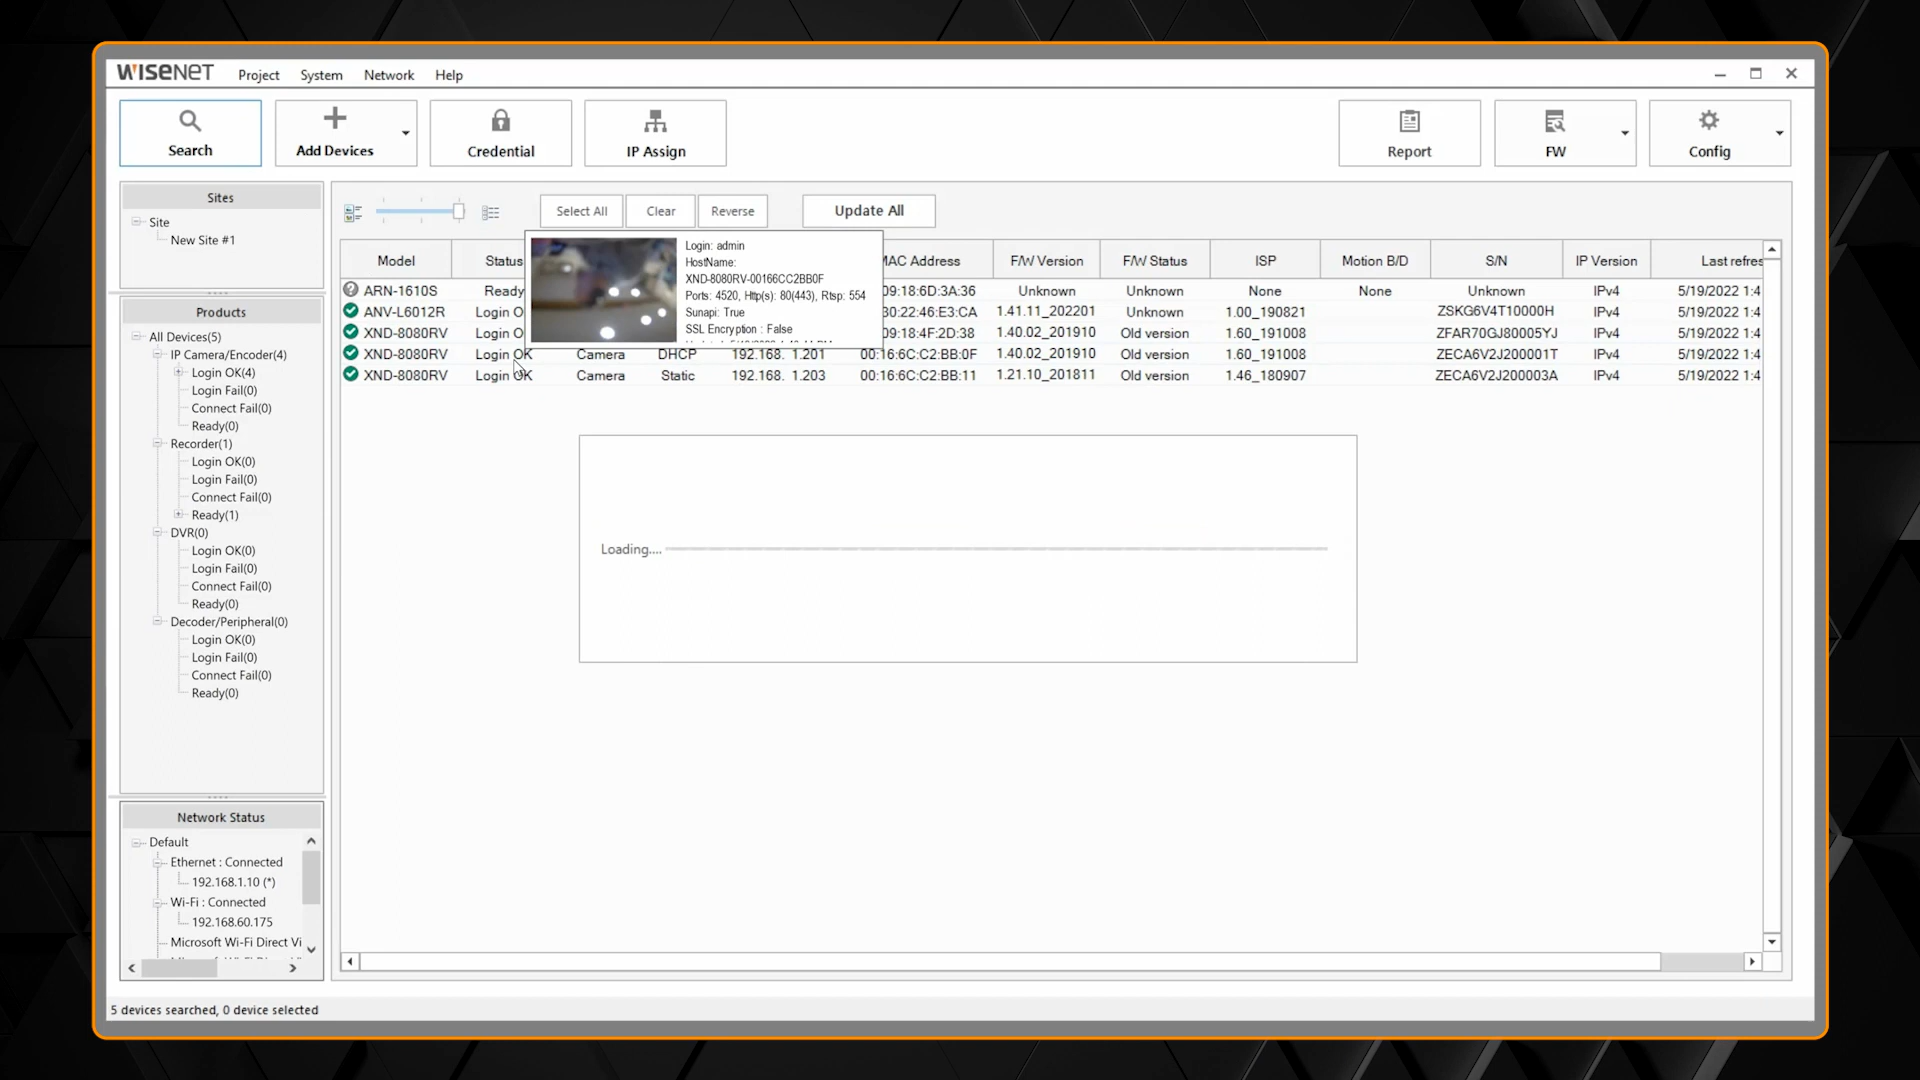 WISENET Project System Network Help
Search
Add Devices
Credential
IP Assign
Report
FW
Config
Sites
Site
New Site #1
Products
All Devices(5)
IP Camera/Encoder(4)
Login OK(4)
Login Fail(0)
Connect Fail(0)
Ready(0)
Recorder(1)
Login OK(0)
Login Fail(0)
Connect Fail(0)
Ready(1)
DVR(0)
Login OK(0)
Login Fail(0)
Connect Fail(0)
Ready(0)
Decoder/Peripheral(0)
Login OK(0)
Login Fail(0)
Connect Fail(0)
Ready(0)
Network Status
Default
Ethernet : Connected
192.168.1.10 (*)
Wi-Fi : Connected
192.168.60.175
Microsoft Wi-Fi Direct Vi
Select All Clear Reverse Update All
Login: admin
HostName:
XND-8080RV-00166CC2BB0F
Ports: 4520, Http(s): 80(443), Rtsp: 554
Sunapi: True
SSL Encryption : False
Model Status MAC Address F/W Version F/W Status ISP Motion B/D S/N IP Version Last refres
ARN-1610S Ready 09:18:6D:3A:36 Unknown Unknown None None Unknown IPv4 5/19/2022 1:4
ANV-L6012R Login O 30:22:46:E3:CA 1.41.11_202201 Unknown 1.00_190821 ZSKG6V4T10000H IPv4 5/19/2022 1:4
XND-8080RV Login O 09:18:4F:2D:38 1.40.02_201910 Old version 1.60_191008 ZFAR70GJ80005YJ IPv4 5/19/2022 1:4
XND-8080RV Login OK Camera DHCP 192.168. 1.201 00:16:6C:C2:BB:0F 1.40.02_201910 Old version 1.60_191008 ZECA6V2J200001T IPv4 5/19/2022 1:4
XND-8080RV Login OK Camera Static 192.168. 1.203 00:16:6C:C2:BB:11 1.21.10_201811 Old version 1.46_180907 ZECA6V2J200003A IPv4 5/19/2022 1:4
Loading....
5 devices searched, 0 device selected